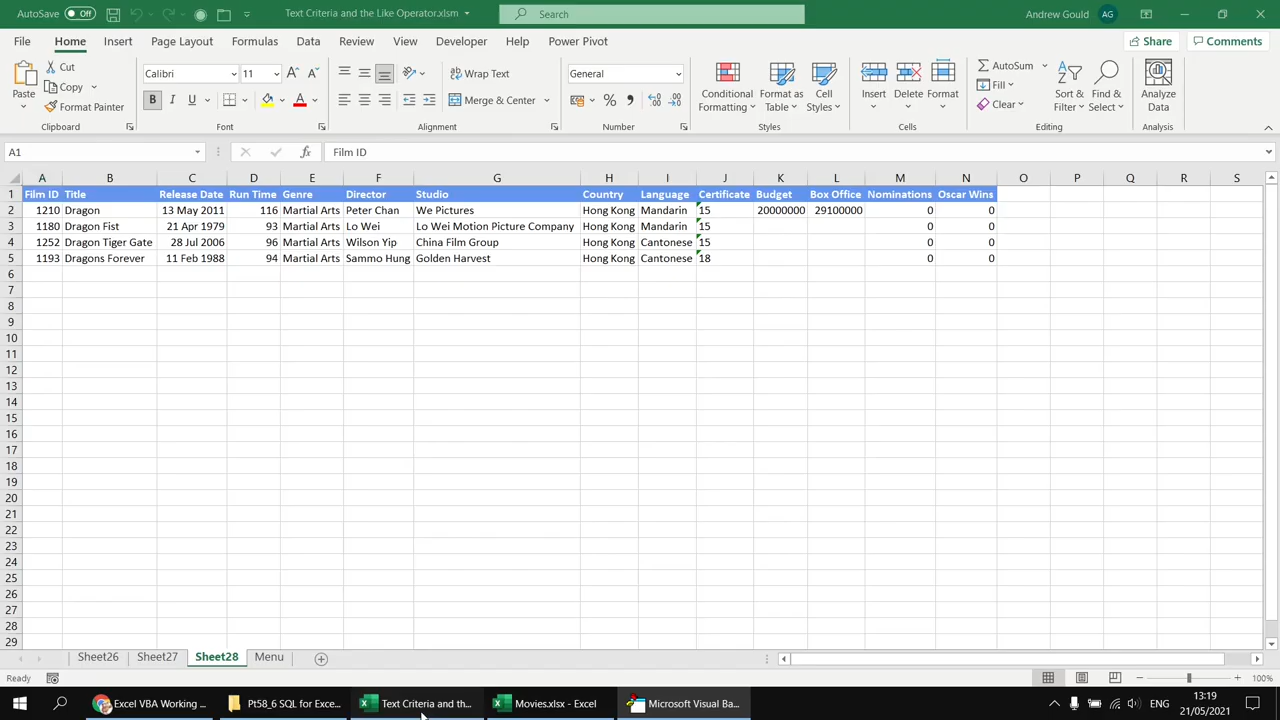 AutoSave Off
Text Criteria and the Like Operator.xlsm
Search
Andrew Gould AG
File Home Insert Page Layout Formulas Data Review View Developer Help Power Pivot
Share Comments
Paste
Cut
Copy
Format Painter
Calibri 11
Wrap Text
Merge & Center
General
Conditional Formatting
Format as Table
Cell Styles
Insert Delete Format
AutoSum
Fill
Clear
Sort & Filter
Find & Select
Analyze Data
Clipboard Font Alignment Number Styles Cells Editing Analysis
A1 fx Film ID
A B C D E F G H I J K L M N O P Q R S
1 Film ID Title Release Date Run Time Genre Director Studio Country Language Certificate Budget Box Office Nominations Oscar Wins
2 1210 Dragon 13 May 2011 116 Martial Arts Peter Chan We Pictures Hong Kong Mandarin 15 20000000 29100000 0 0
3 1180 Dragon Fist 21 Apr 1979 93 Martial Arts Lo Wei Lo Wei Motion Picture Company Hong Kong Mandarin 15 0 0
4 1252 Dragon Tiger Gate 28 Jul 2006 96 Martial Arts Wilson Yip China Film Group Hong Kong Cantonese 15 0 0
5 1193 Dragons Forever 11 Feb 1988 94 Martial Arts Sammo Hung Golden Harvest Hong Kong Cantonese 18 0 0
6
7
8
9
10
11
12
13
14
15
16
17
18
19
20
21
22
23
24
25
26
27
28
29
Sheet26 Sheet27 Sheet28 Menu
Ready 100%
Excel VBA Working ... Pt58_6 SQL for Exce... Text Criteria and th... Movies.xlsx - Excel Microsoft Visual Ba... ENG 13:19
21/05/2021